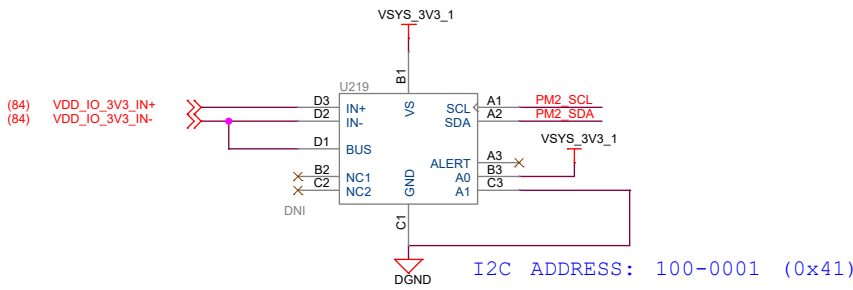 VSYS_3V3_1
B1
U219
(84) VDD_IO_3V3_IN+ D3 IN+ VS SCL A1 PM2_SCL
(84) VDD_IO_3V3_IN- D2 IN- SDA A2 PM2_SDA
VSYS_3V3_1
D1 BUS
ALERT A3
B2 NC1 A0 B3
C2 NC2 GND A1 C3
DNI
C1
DGND
I2C ADDRESS: 100-0001 (0x41)